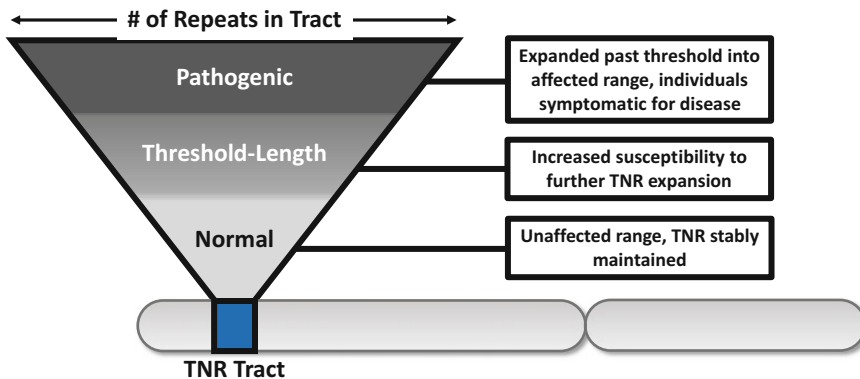 # of Repeats in Tract
Pathogenic
Expanded past threshold into
affected range, individuals
symptomatic for disease
Threshold-Length
Increased susceptibility to
further TNR expansion
Normal
Unaffected range, TNR stably
maintained
TNR Tract